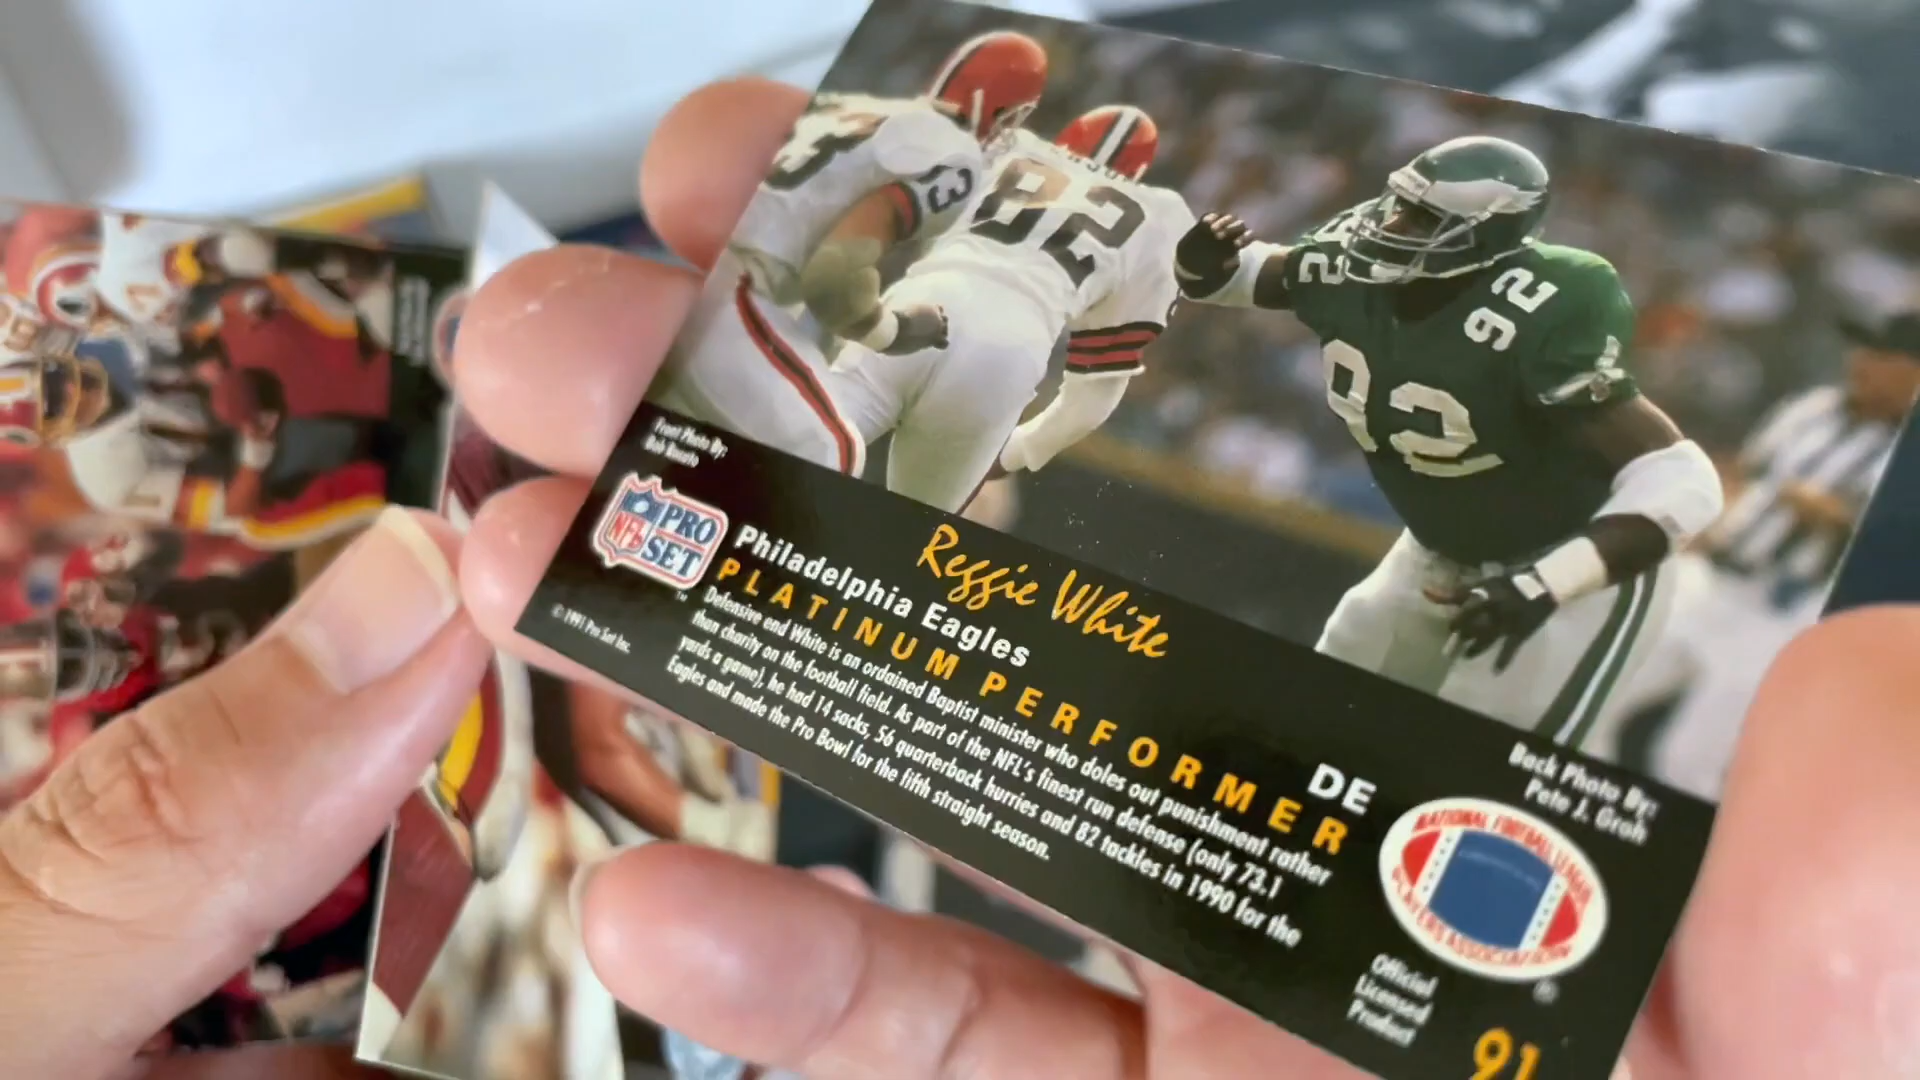 82
92
92
Front Photo By:
Bob Rosato
PRO
NFL SET
Reggie White
Philadelphia Eagles
DE
PLATINUM PERFORMER
Defensive end White is an ordained Baptist minister who doles out punishment rather
than charity on the football field. As part of the NFL's finest run defense (only 73.1
yards a game), he had 14 sacks, 56 quarterback hurries and 82 tackles in 1990 for the
Eagles and made the Pro Bowl for the fifth straight season.
© 1991 Pro Set Inc.
Back Photo By:
Pete J. Groh
NATIONAL FOOTBALL LEAGUE
PLAYERS ASSOCIATION
Official
Licensed
Product
91